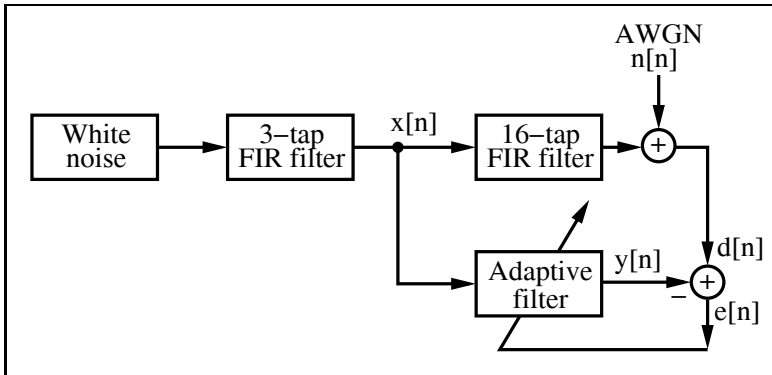 AWGN
n[n]
White
noise
3−tap
FIR filter
x[n]
16−tap
FIR filter
+
d[n]
Adaptive
filter
y[n]
−
+
e[n]